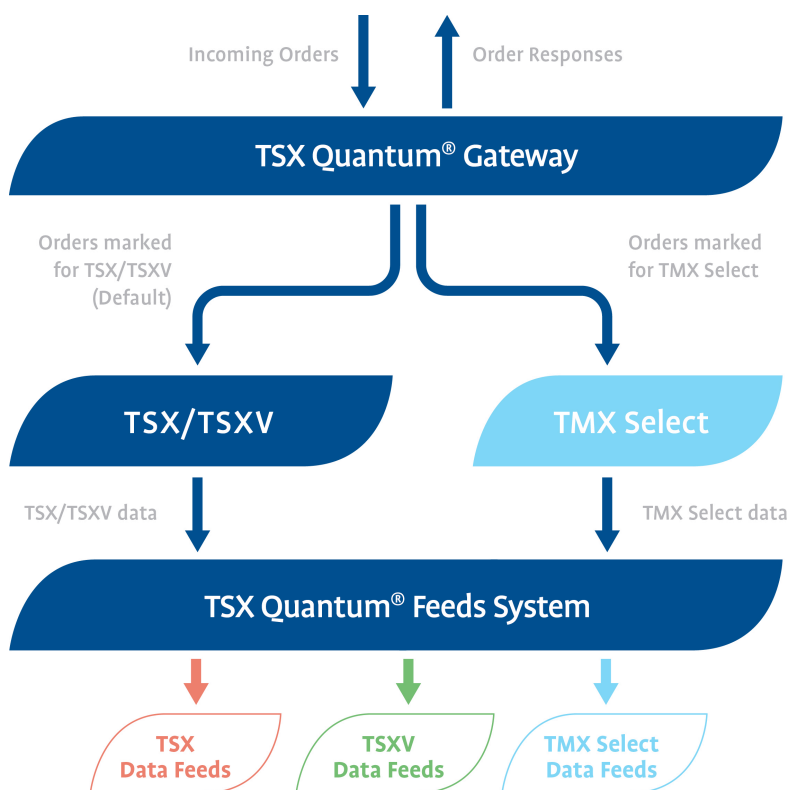 Incoming Orders
Order Responses
TSX Quantum® Gateway
Orders marked
for TSX/TSXV
(Default)
Orders marked
for TMX Select
TSX/TSXV
TMX Select
TSX/TSXV data
TMX Select data
TSX Quantum® Feeds System
TSX
Data Feeds
TSXV
Data Feeds
TMX Select
Data Feeds